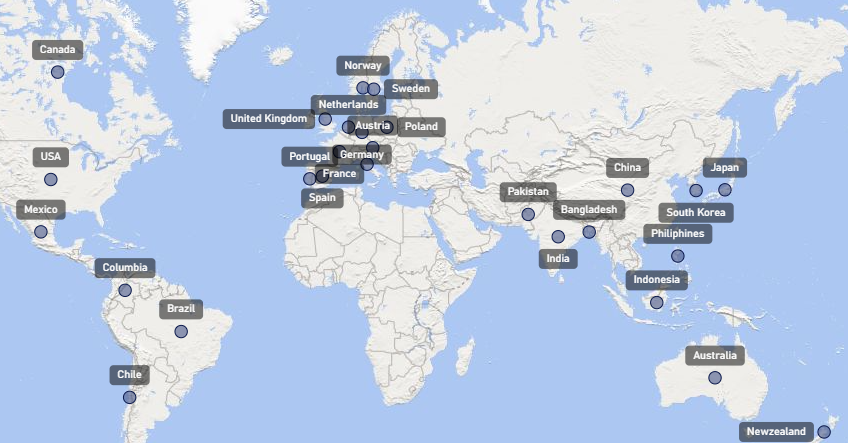 Canada
Norway
Sweden
Netherlands
United Kingdom
Austria
Poland
USA
Portugal
Germany
China
Japan
France
Pakistan
Spain
Mexico
Bangladesh
South Korea
Philiphines
India
Columbia
Indonesia
Brazil
Australia
Chile
Newzealand